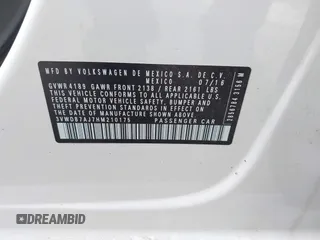 MFD BY VOLKSWAGEN DE MEXICO S.A. DE C.V.
MEXICO 07/16
GVWR 4185 GAWR FRONT 2138 / REAR 2161 LBS
THIS VEHICLE CONFORMS TO ALL APPLICABLE
FEDERAL MOTOR VEHICLE SAFETY, BUMPER AND
THEFT PREVENTION STANDARDS IN EFFECT ON
THE DATE OF MANUFACTURE SHOWN ABOVE
3VWD67AJ7HM210175 PASSENGER CAR
DREAMBID